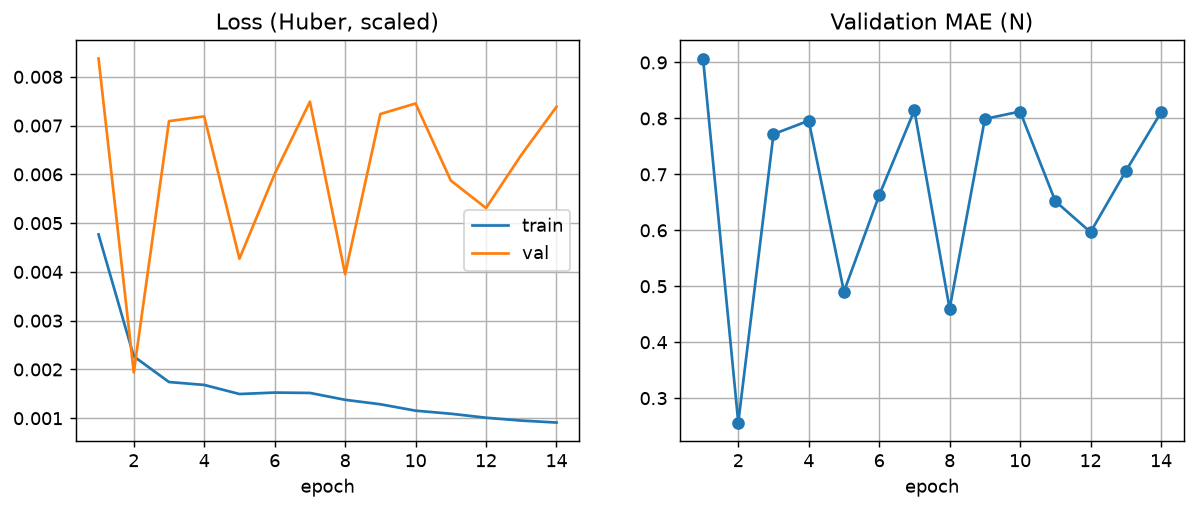 Loss (Huber, scaled)
0.008
0.007
0.006
0.005
0.004
0.003
0.002
0.001
train
val
2 4 6 8 10 12 14
epoch
Validation MAE (N)
0.9
0.8
0.7
0.6
0.5
0.4
0.3
2 4 6 8 10 12 14
epoch